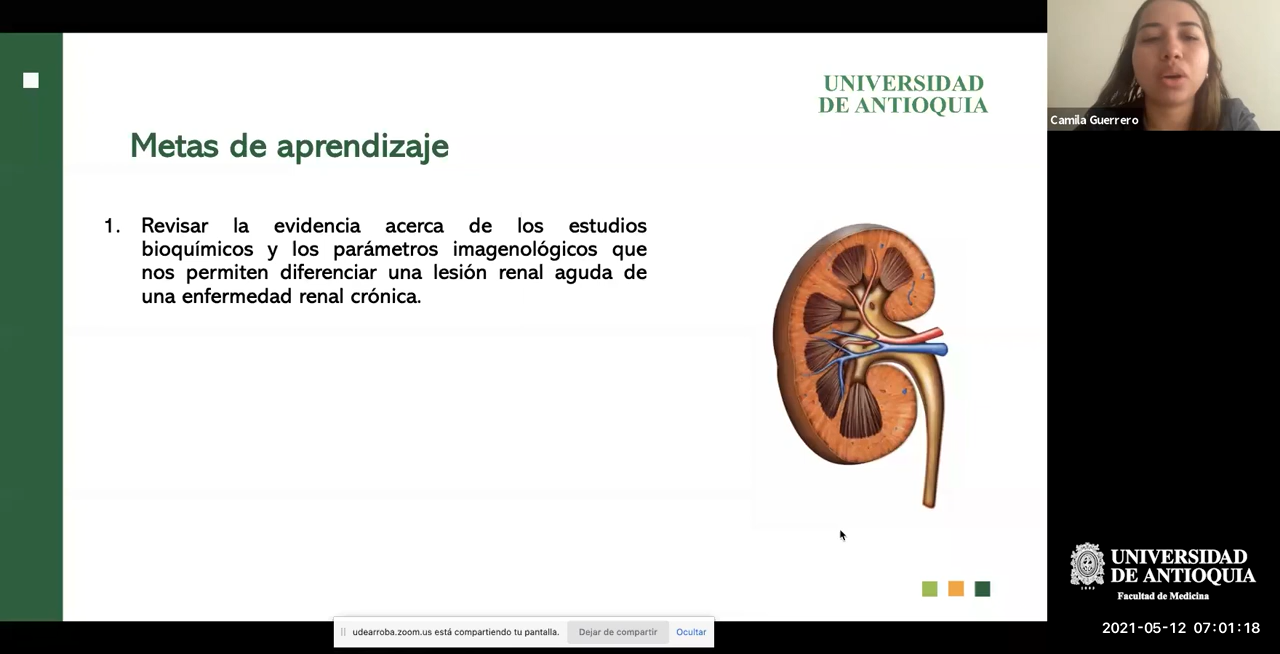 UNIVERSIDAD
DE ANTIOQUIA
Metas de aprendizaje
1. Revisar la evidencia acerca de los estudios
bioquímicos y los parámetros imagenológicos que
nos permiten diferenciar una lesión renal aguda de
una enfermedad renal crónica.
Camila Guerrero
udearroba.zoom.us está compartiendo tu pantalla.
Dejar de compartir
Ocultar
UNIVERSIDAD
DE ANTIOQUIA
Facultad de Medicina
2021-05-12 07:01:18